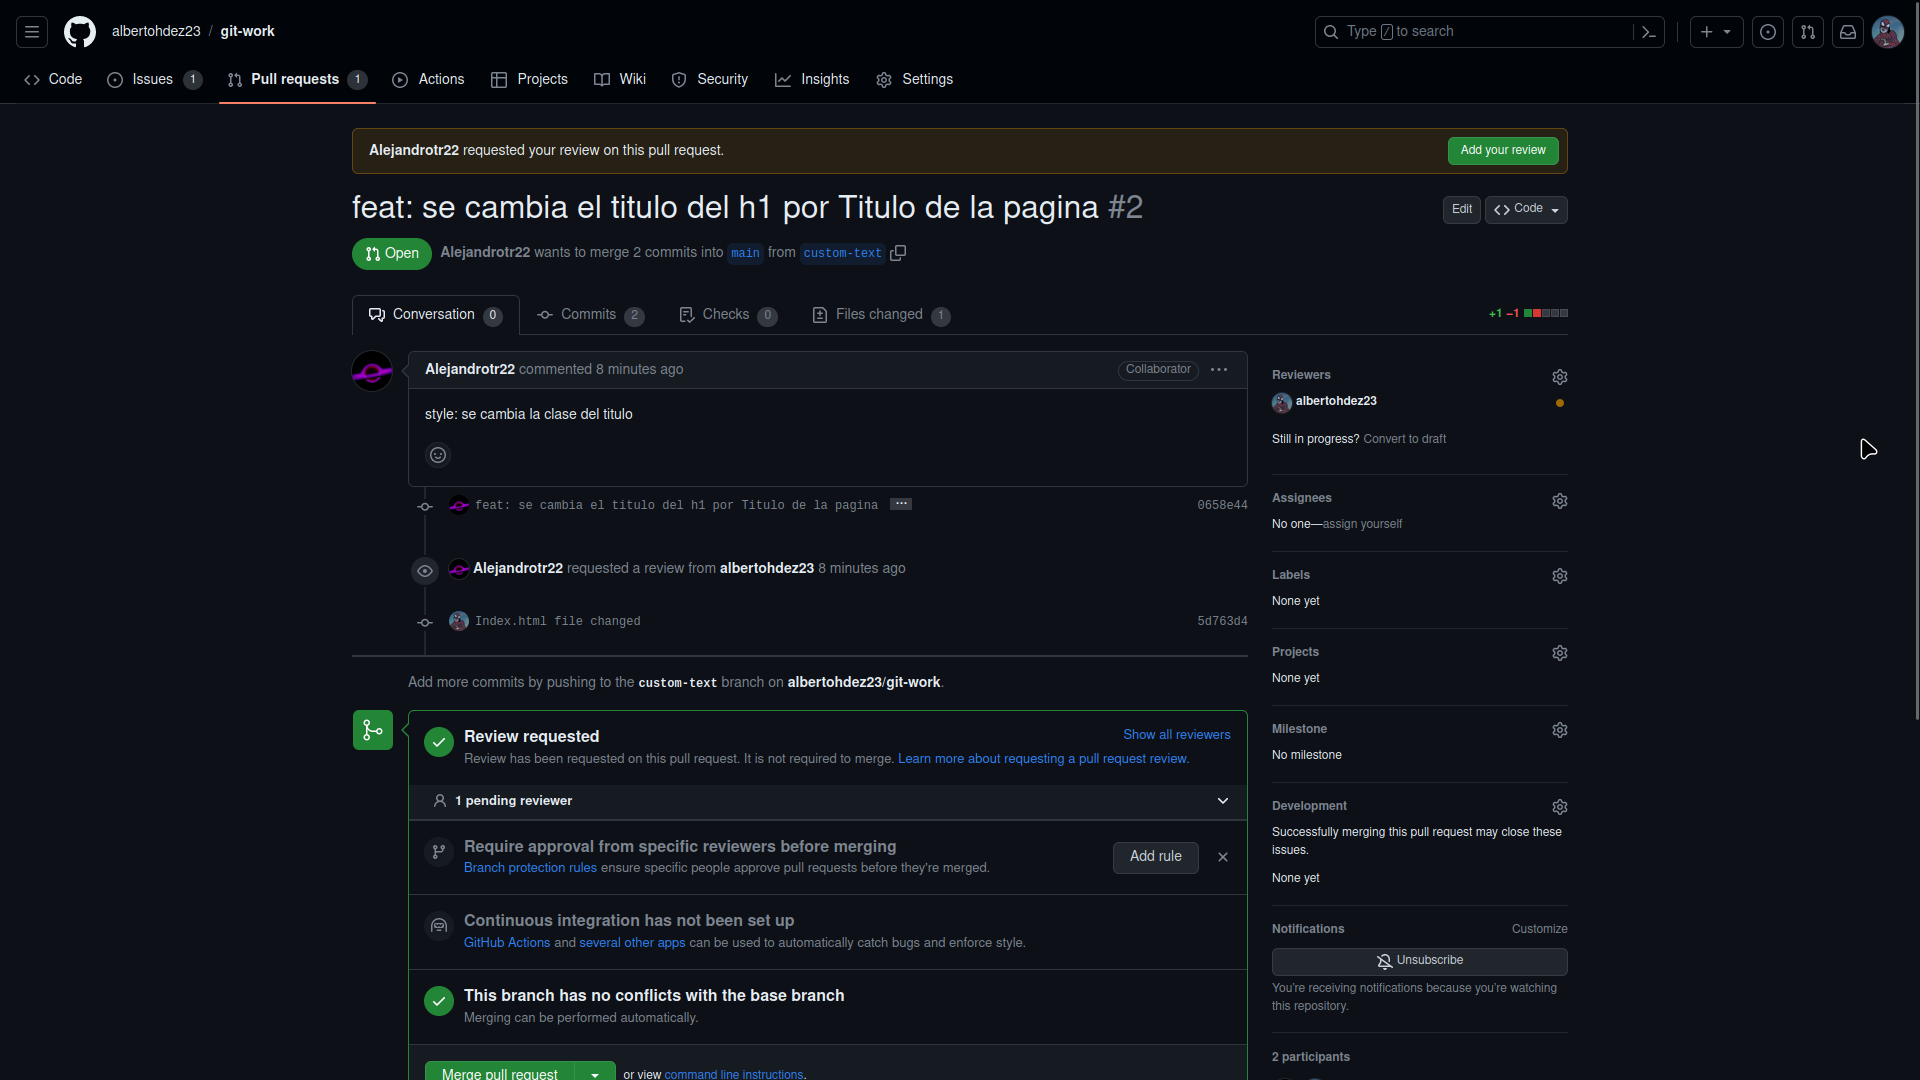 albertohdez23 / git-work
Type / to search
Code
Issues 1
Pull requests 1
Actions
Projects
Wiki
Security
Insights
Settings
Alejandrotr22 requested your review on this pull request.
Add your review
feat: se cambia el titulo del h1 por Titulo de la pagina #2
Edit
Code
Open
Alejandrotr22 wants to merge 2 commits into main from custom-text
Conversation 0
Commits 2
Checks 0
Files changed 1
+1 −1
Alejandrotr22 commented 8 minutes ago
Collaborator
style: se cambia la clase del titulo
feat: se cambia el titulo del h1 por Titulo de la pagina
0658e44
Alejandrotr22 requested a review from albertohdez23 8 minutes ago
Index.html file changed
5d763d4
Add more commits by pushing to the custom-text branch on albertohdez23/git-work.
Review requested
Show all reviewers
Review has been requested on this pull request. It is not required to merge. Learn more about requesting a pull request review.
1 pending reviewer
Require approval from specific reviewers before merging
Branch protection rules ensure specific people approve pull requests before they're merged.
Add rule
Continuous integration has not been set up
GitHub Actions and several other apps can be used to automatically catch bugs and enforce style.
This branch has no conflicts with the base branch
Merging can be performed automatically.
Merge pull request
or view command line instructions.
Reviewers
albertohdez23
Still in progress? Convert to draft
Assignees
No one—assign yourself
Labels
None yet
Projects
None yet
Milestone
No milestone
Development
Successfully merging this pull request may close these
issues.
None yet
Notifications
Customize
Unsubscribe
You're receiving notifications because you're watching
this repository.
2 participants